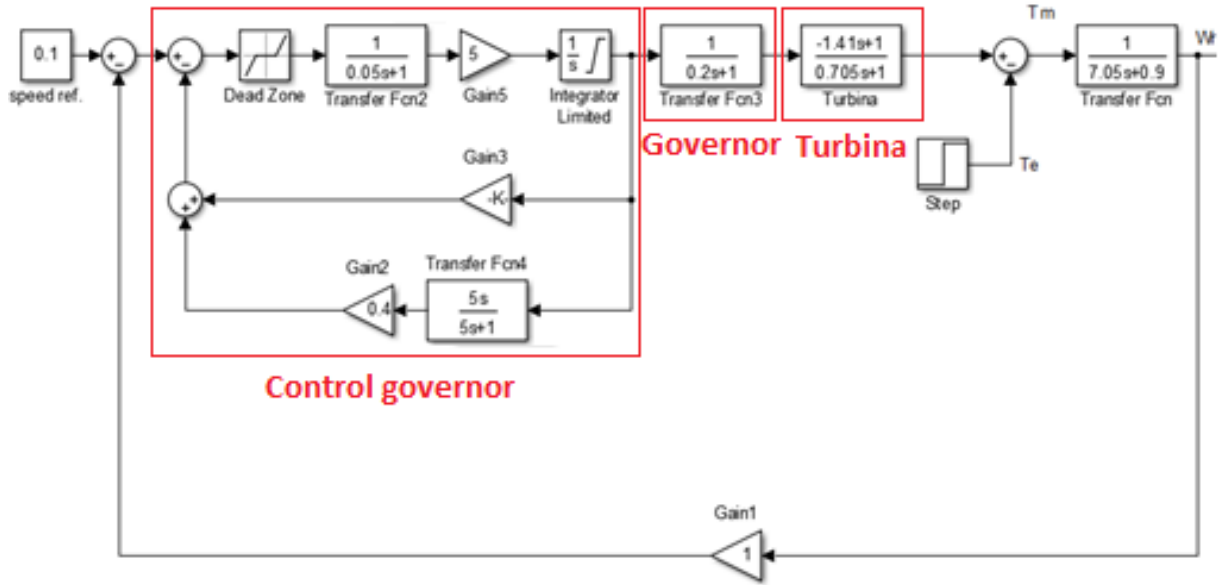 Tm
Wr
0.1
speed ref.
Dead Zone
1
0.05s+1
Transfer Fcn2
5
Gain5
1
s
Integrator
Limited
1
0.2s+1
Transfer Fcn3
-1.41s+1
0.705s+1
Turbina
1
7.05s+0.9
Transfer Fcn
Governor
Turbina
Te
Step
Gain3
-K-
Gain2
0.4
Transfer Fcn4
5s
5s+1
Control governor
Gain1
1